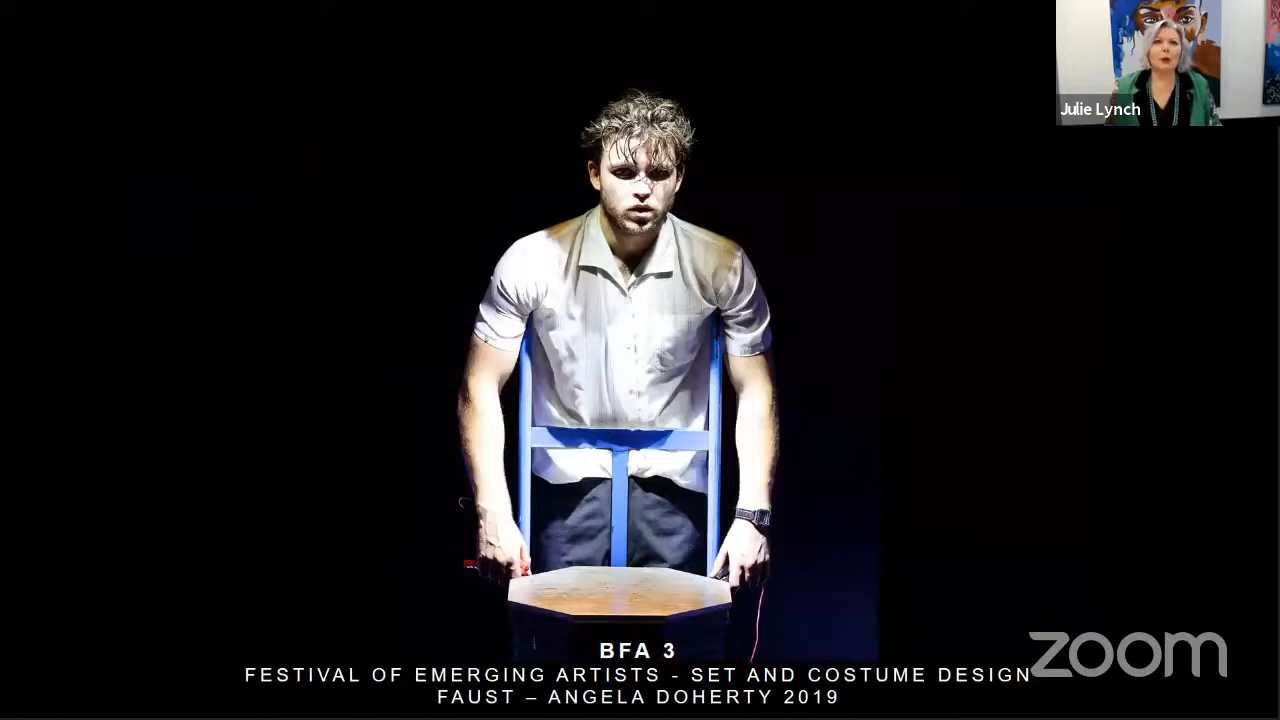 Julie Lynch
BFA 3
FESTIVAL OF EMERGING ARTISTS - SET AND COSTUME DESIGN
FAUST – ANGELA DOHERTY 2019
zoom